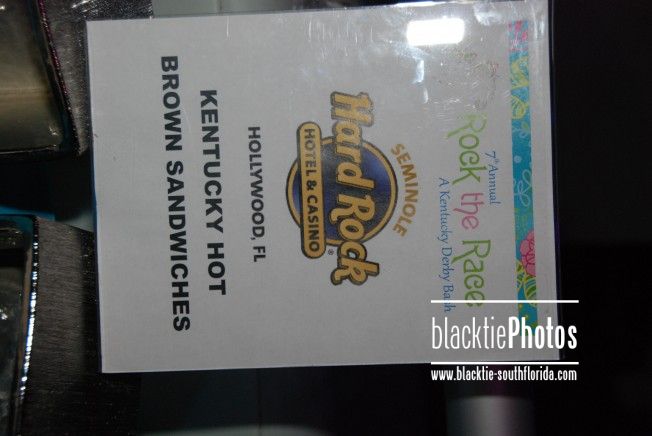 7th Annual
Rock the Race
A Kentucky Derby Bash
SEMINOLE
Hard Rock
HOTEL & CASINO
®
HOLLYWOOD, FL
KENTUCKY HOT
BROWN SANDWICHES
blacktiePhotos
www.blacktie-southflorida.com